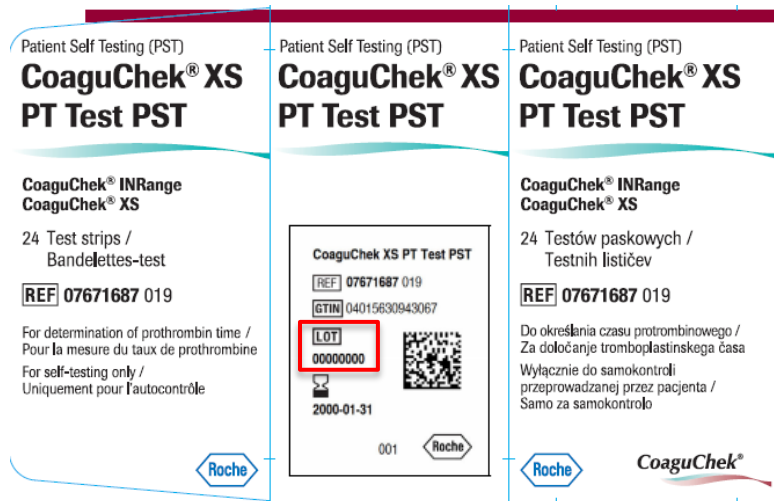 Patient Self Testing (PST)
CoaguChek® XS
PT Test PST
CoaguChek® INRange
CoaguChek® XS
24 Test strips /
Bandelettes-test
REF 07671687 019
For determination of prothrombin time /
Pour la mesure du taux de prothrombine
For self-testing only /
Uniquement pour l'autocontrôle
Roche
Patient Self Testing (PST)
CoaguChek® XS
PT Test PST
CoaguChek XS PT Test PST
REF 07671687 019
GTIN 04015630943067
LOT
00000000
2000-01-31
001
Roche
Patient Self Testing (PST)
CoaguChek® XS
PT Test PST
CoaguChek® INRange
CoaguChek® XS
24 Testów paskowych /
Testnih lističev
REF 07671687 019
Do określania czasu protrombinowego /
Za določanje tromboplastinskega časa
Wyłącznie do samokontroli
przeprowadzanej przez pacjenta /
Samo za samokontrolo
Roche
CoaguChek®